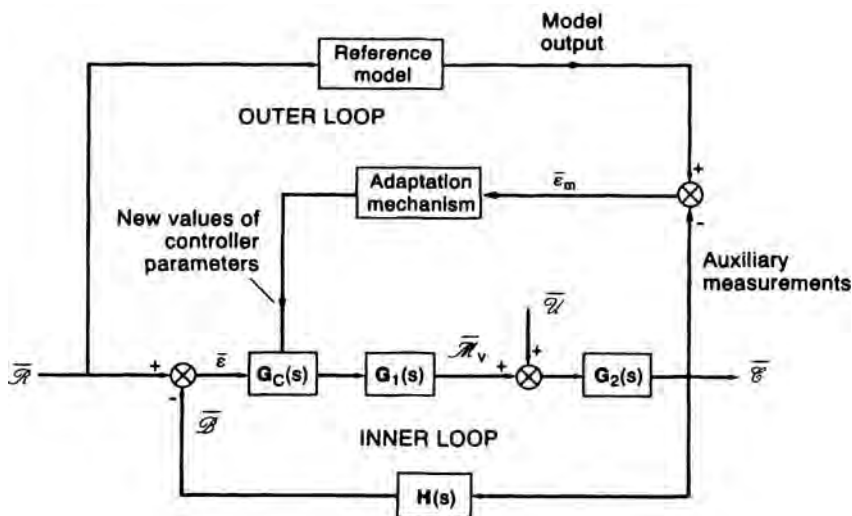 Model
output
Reference
model
OUTER LOOP
+
Adaptation
mechanism
ε̄m
-
New values of
controller
parameters
Auxiliary
measurements
𝒰̄
ℛ̄
+
ε̄
GC(s)
G1(s)
ℳ̄v
+
+
G2(s)
𝒞̄
-
ℬ̄
INNER LOOP
H(s)